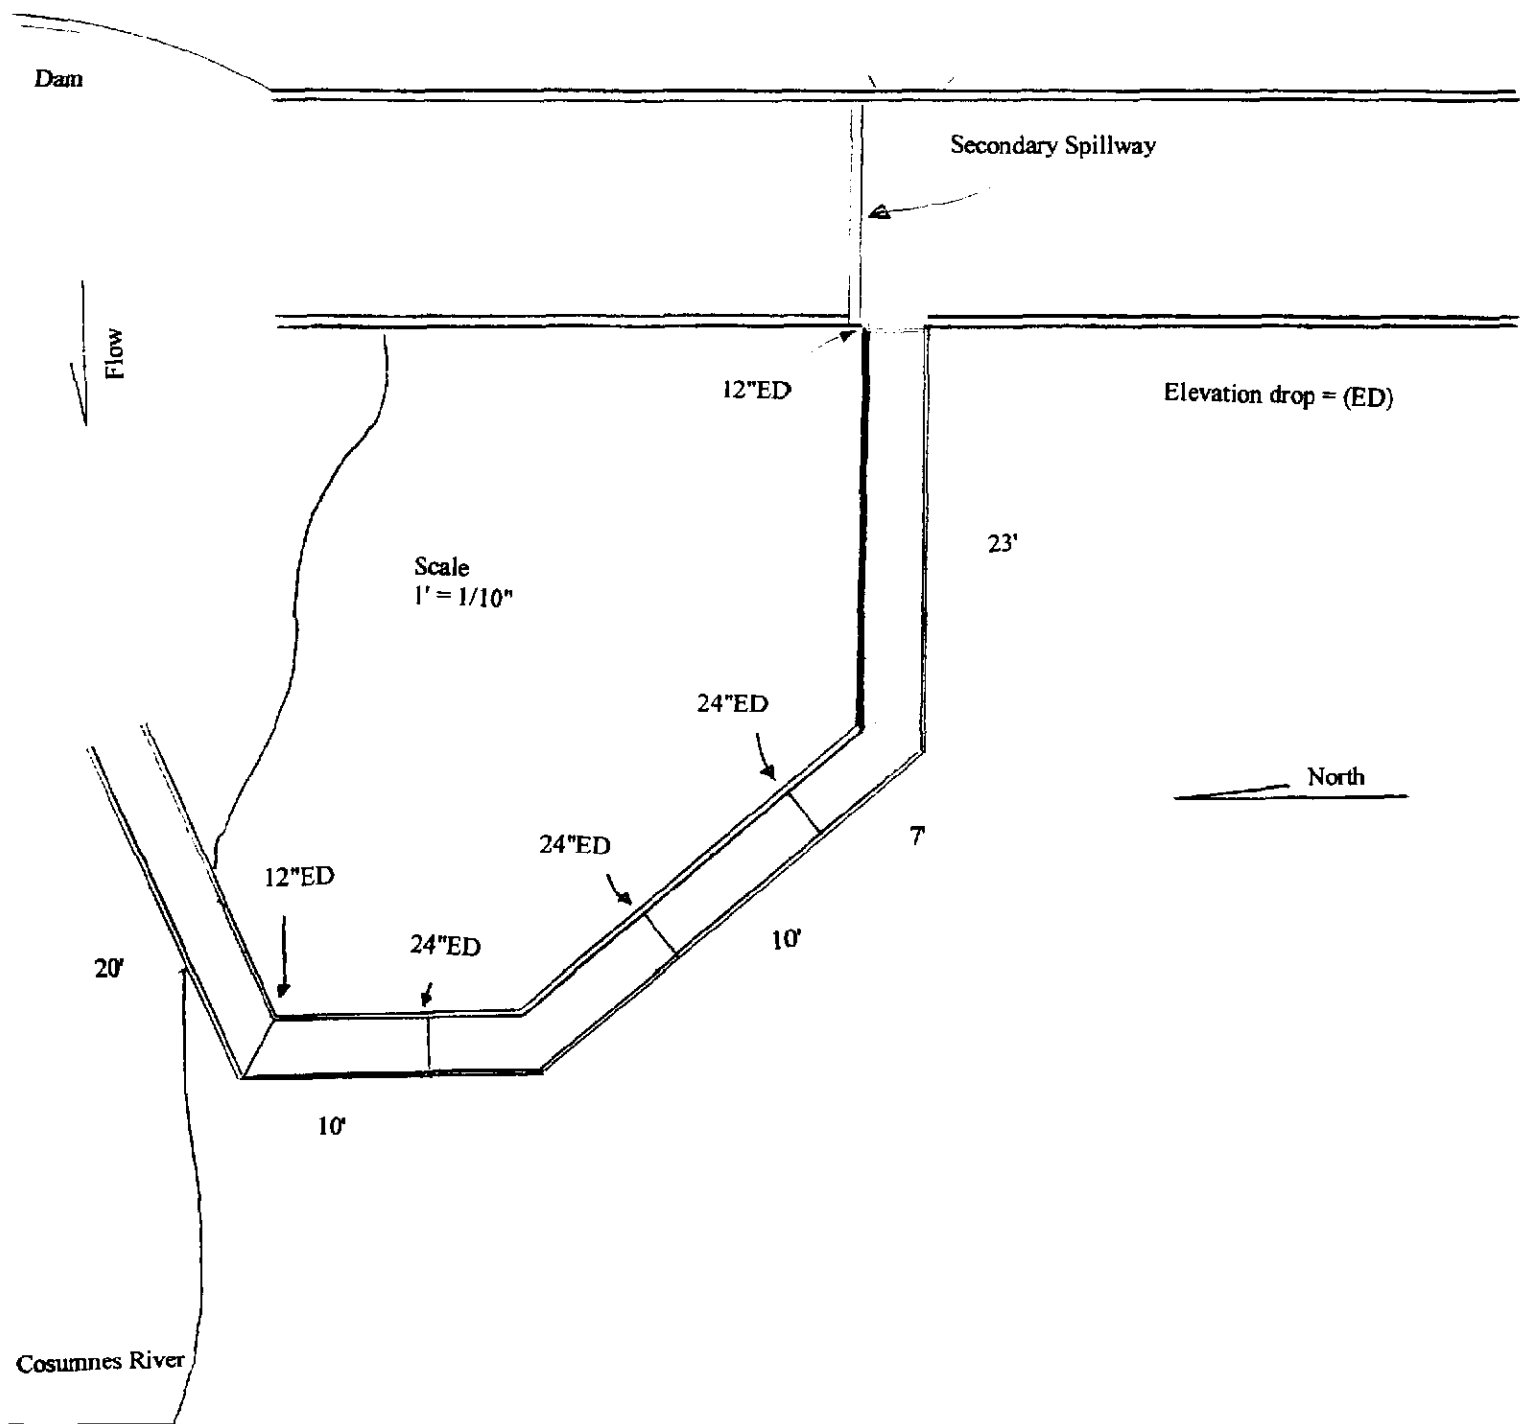 Dam
Secondary Spillway
Flow
12"ED
Elevation drop = (ED)
23'
Scale
1' = 1/10"
24"ED
North
7'
24"ED
12"ED
24"ED
10'
20'
10'
Cosumnes River